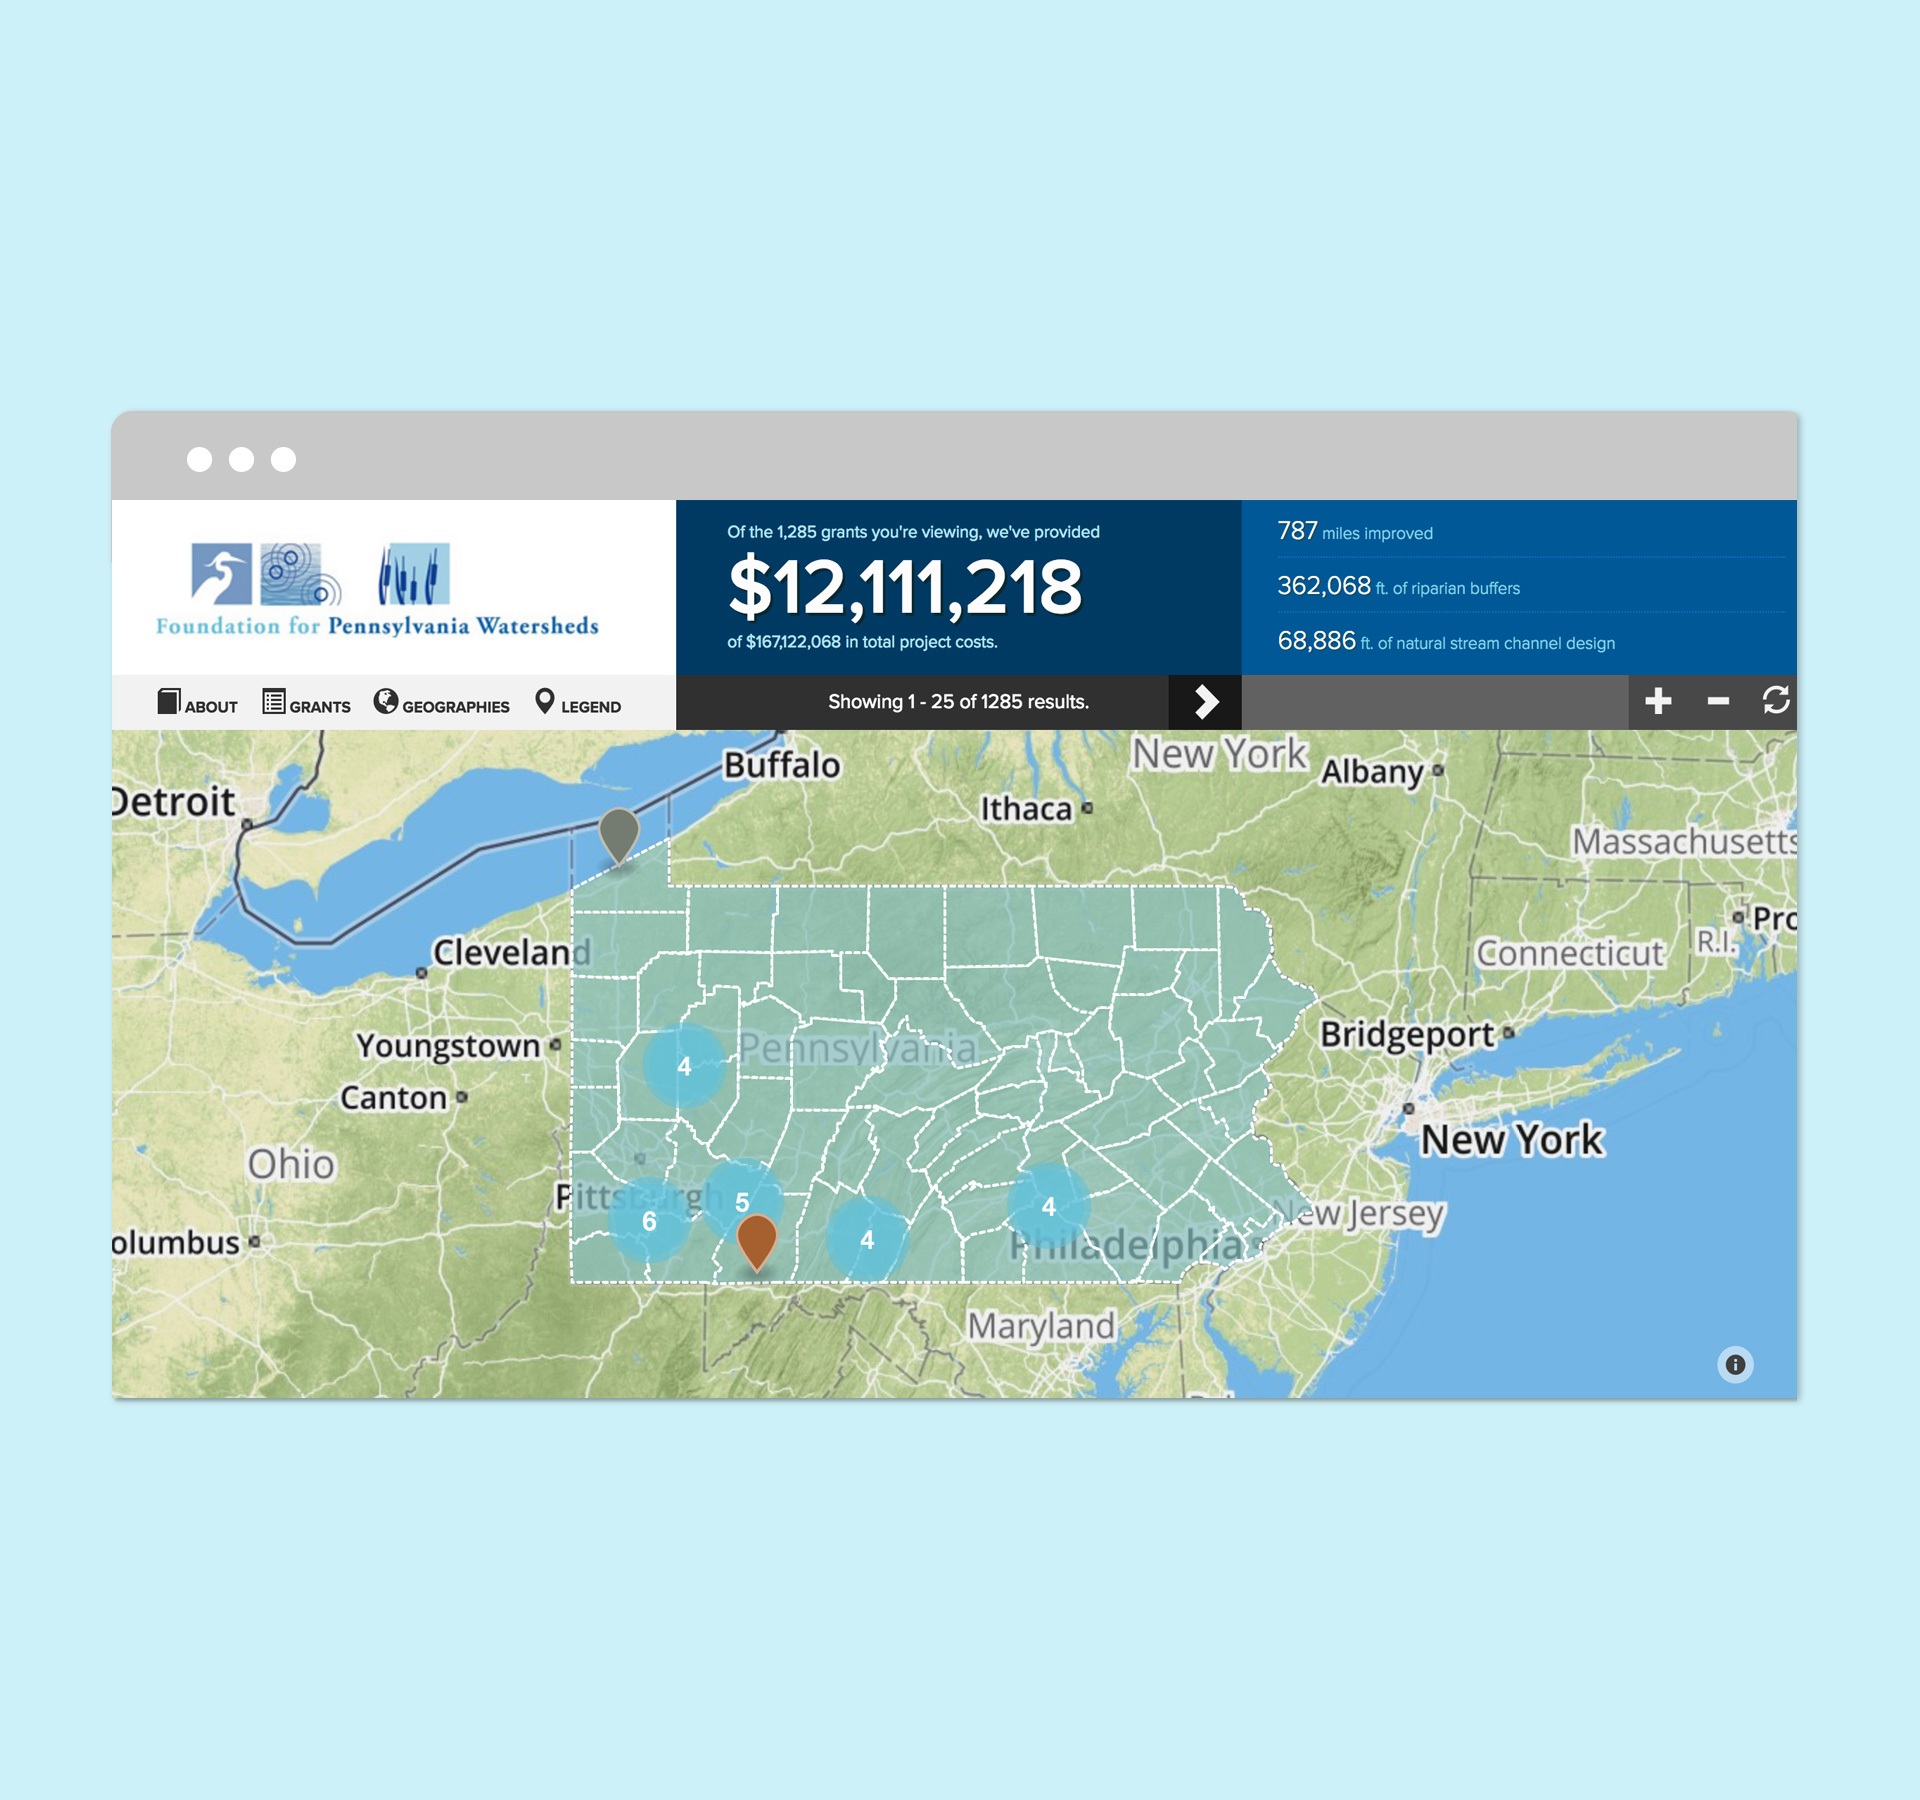 Foundation for Pennsylvania Watersheds
Of the 1,285 grants you're viewing, we've provided
$12,111,218
of $167,122,068 in total project costs.
787 miles improved
362,068 ft. of riparian buffers
68,886 ft. of natural stream channel design
ABOUT GRANTS GEOGRAPHIES LEGEND
Showing 1 - 25 of 1285 results.
Buffalo
New York
Albany
Detroit
Ithaca
Massachusetts
Pro
Cleveland
Connecticut
R.I.
Bridgeport
Youngstown
Pennsylvania
4
Canton
New York
Ohio
Pittsburgh
5
4
6
New Jersey
4
olumbus
Philadelphia
Maryland